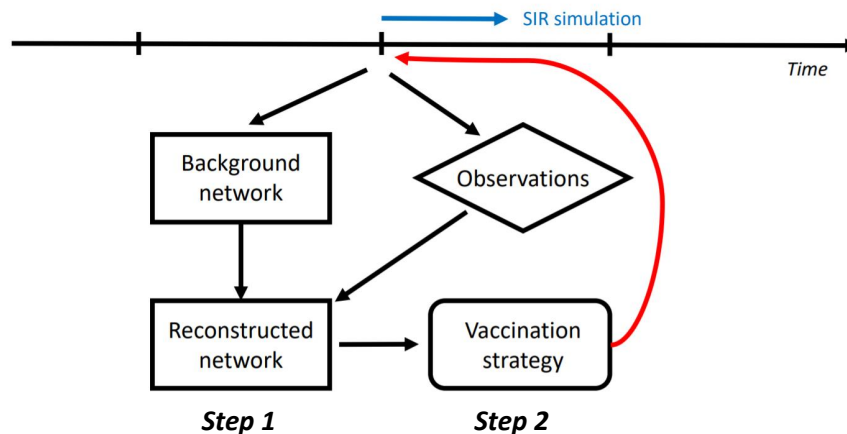 SIR simulation
Time
Background
network
Observations
Reconstructed
network
Vaccination
strategy
Step 1
Step 2